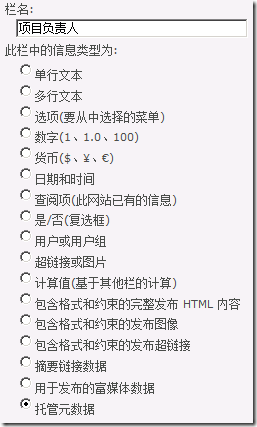 栏名:
项目负责人
此栏中的信息类型为:
单行文本
多行文本
选项(要从中选择的菜单)
数字(1、1.0、100)
货币($、¥、€)
日期和时间
查阅项(此网站已有的信息)
是/否(复选框)
用户或用户组
超链接或图片
计算值(基于其他栏的计算)
包含格式和约束的完整发布 HTML 内容
包含格式和约束的发布图像
包含格式和约束的发布超链接
摘要链接数据
用于发布的富媒体数据
托管元数据